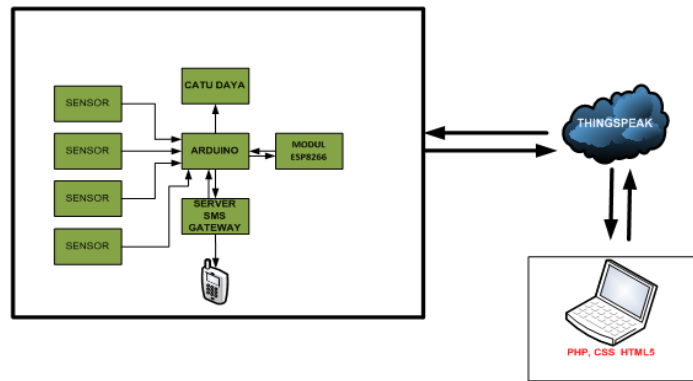 SENSOR
SENSOR
SENSOR
SENSOR
CATU DAYA
ARDUINO
MODUL
ESP8266
SERVER
SMS
GATEWAY
THINGSPEAK
PHP, CSS HTML5